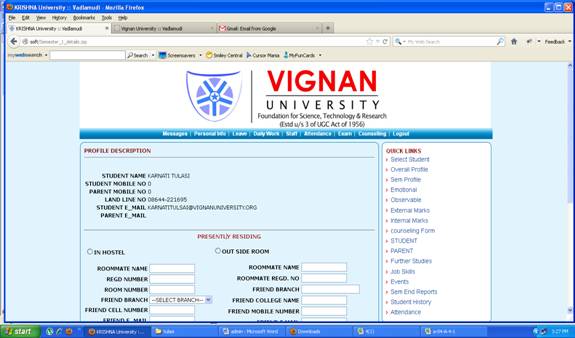 KRISHNA University :: Vadlamudi - Mozilla Firefox
File Edit View History Bookmarks Tools Help
KRISHNA University :: Vadlamudi
Vignan University :: Vadlamudi
Gmail: Email from Google
soft/Semester_1_details.jsp
My Web Search
Feedback
mywebsearch
Search
Screensavers
Smiley Central
Cursor Mania
MyFunCards
VIGNAN
UNIVERSITY
Foundation for Science, Technology & Research
(Estd u/s 3 of UGC Act of 1956)
Messages | Personal Info | Leave | Daily Work | Staff | Attendance | Exam | Counseling | Logout
PROFILE DESCRIPTION
STUDENT NAME KARNATI TULASI
STUDENT MOBILE NO 0
PARENT MOBILE NO 0
LAND LINE NO 08644-221695
STUDENT E_MAIL KARNATITULSAI@VIGNANUNIVERSITY.ORG
PARENT E_MAIL
PRESENTLY RESIDING
IN HOSTEL
OUT SIDE ROOM
ROOMMATE NAME
REGD NUMBER
ROOM NUMBER
FRIEND BRANCH --SELECT BRANCH--
FRIEND CELL NUMBER
FRIEND E_MAIL
ROOMMATE NAME
ROOMMATE REGD. NO
FRIEND BRANCH
FRIEND COLLEGE NAME
FRIEND MOBILE NUMBER
QUICK LINKS
Select Student
Overall Profile
Sem Profile
Emotional
Observable
External Marks
Internal Marks
counseling Form
STUDENT
PARENT
Further Studies
Job Skills
Events
Sem End Reports
Student History
Attendance
start
KRISHNA University :...
tulasi
admin - Microsoft Word
Downloads
4(1)
3:27 PM